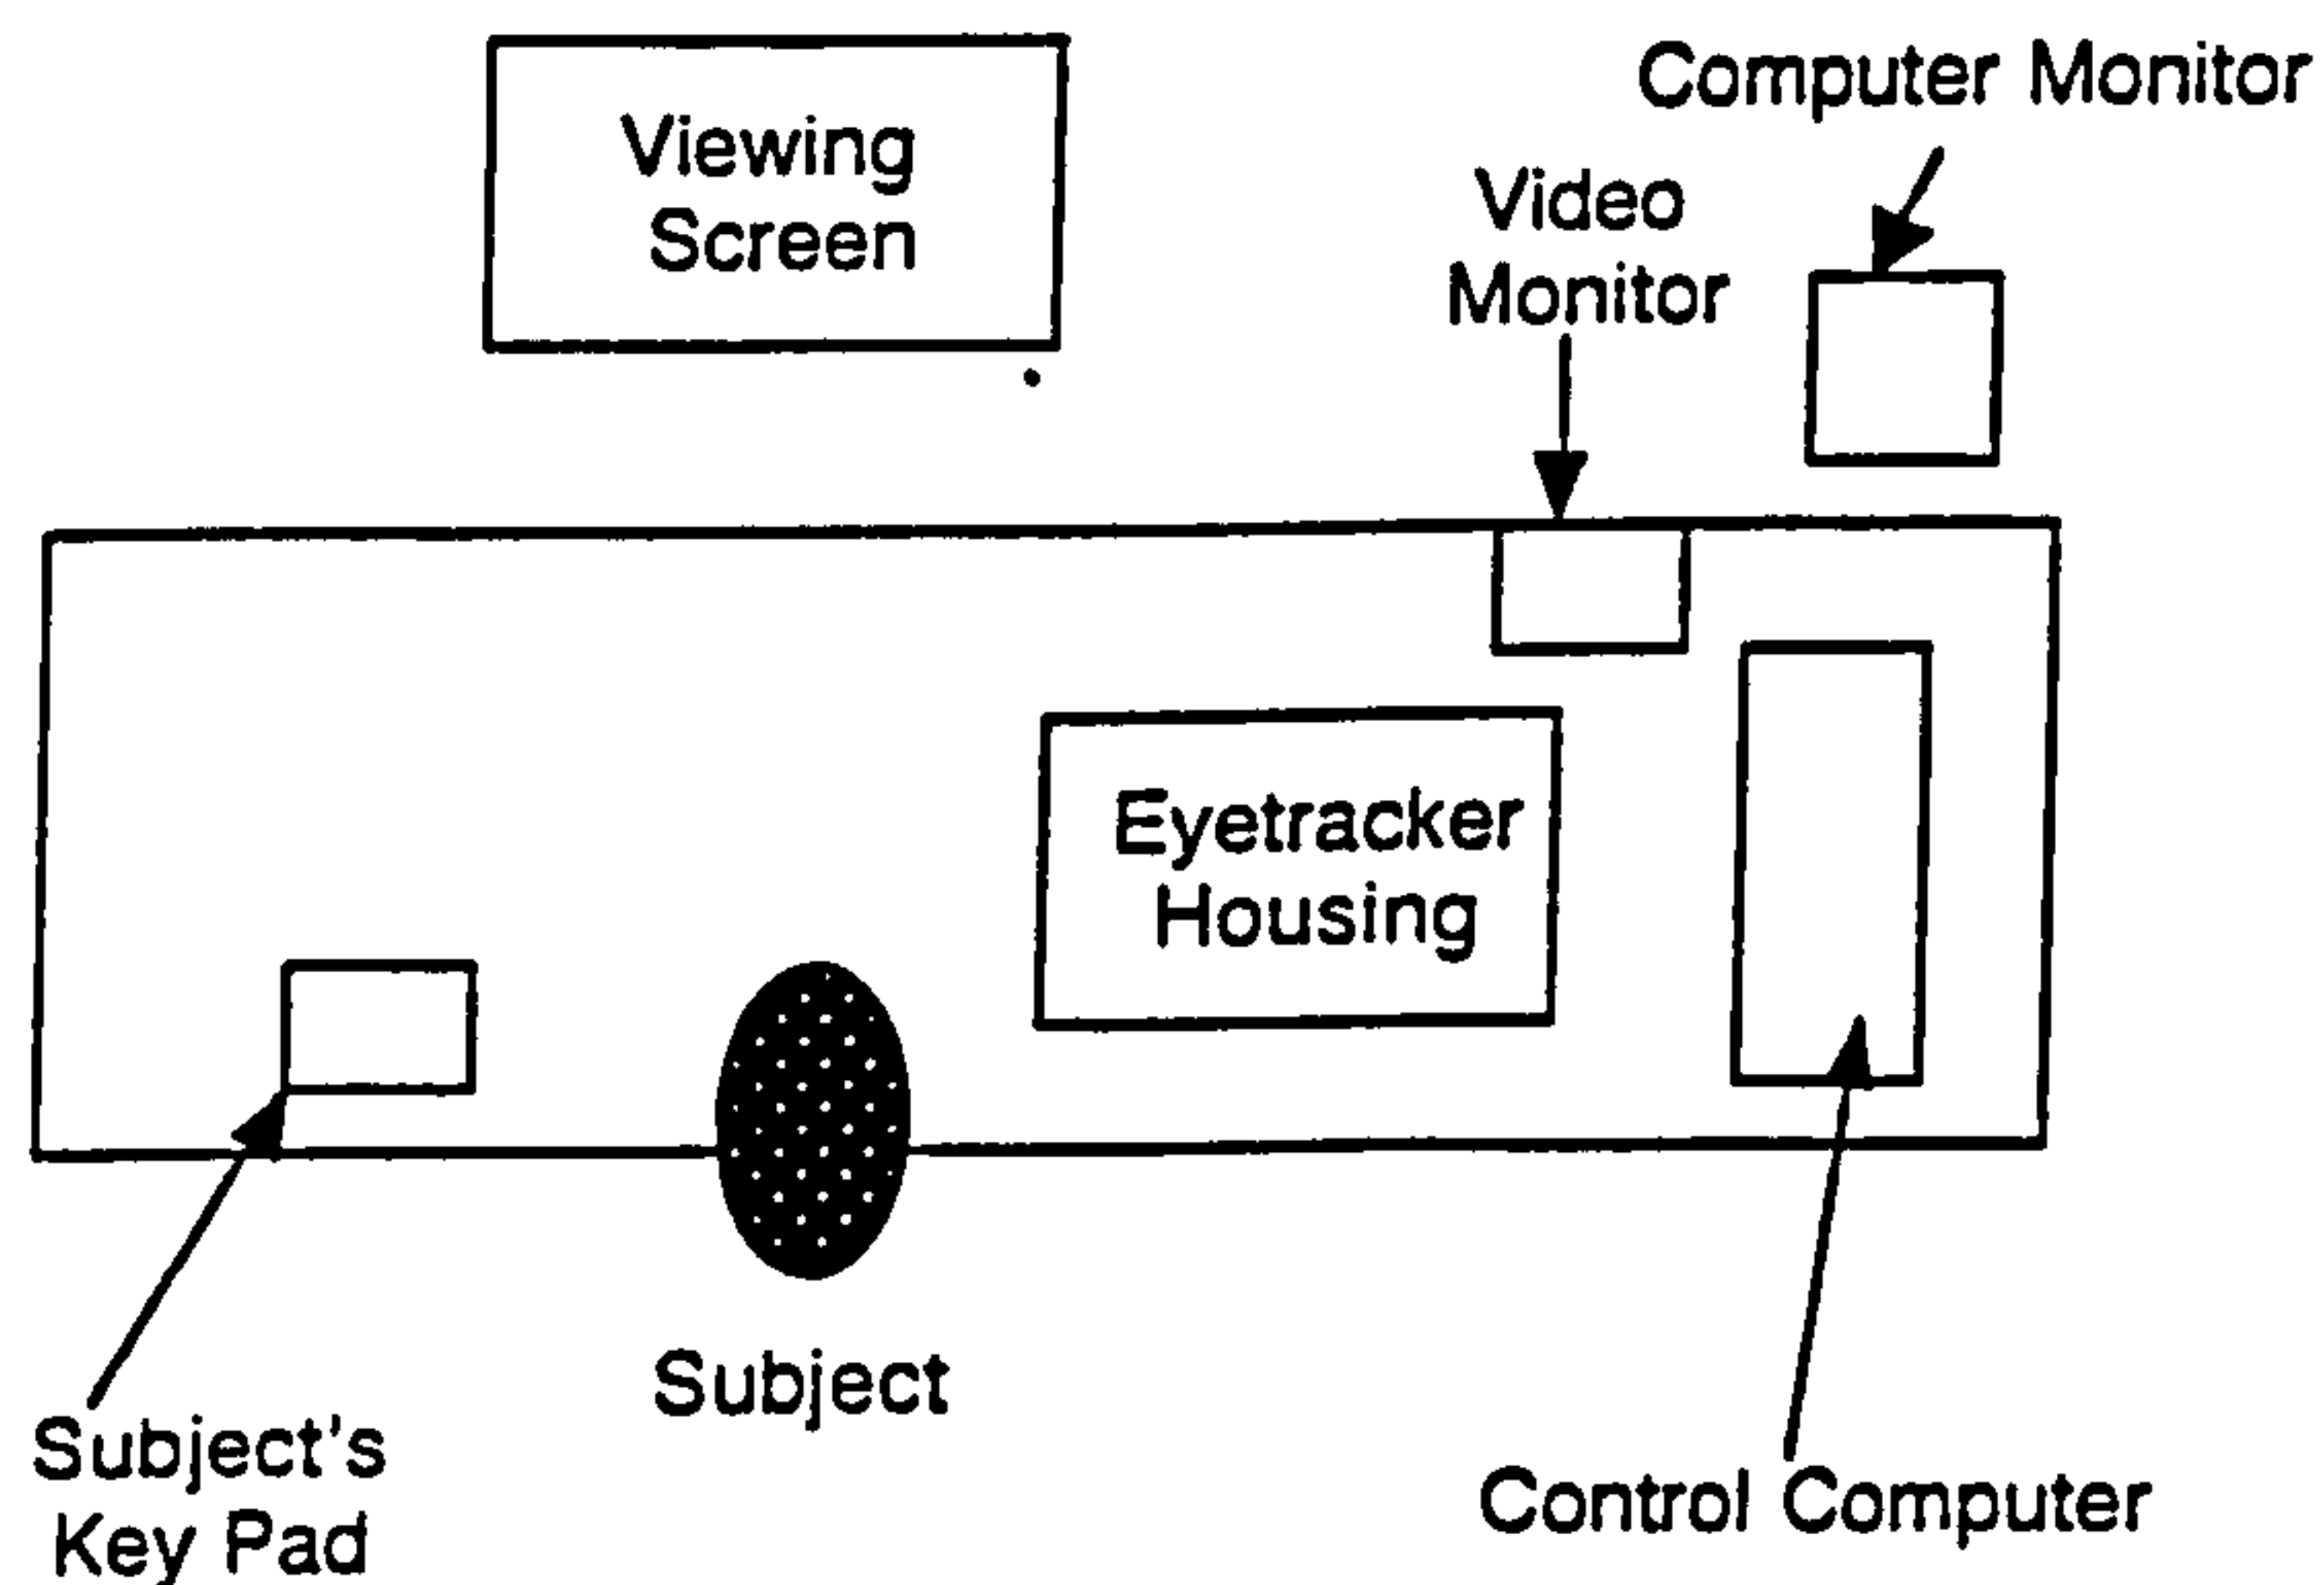 Viewing
Screen
Computer Monitor
Video
Monitor
Eyetracker
Housing
Subject
Subject's
Key Pad
Control Computer